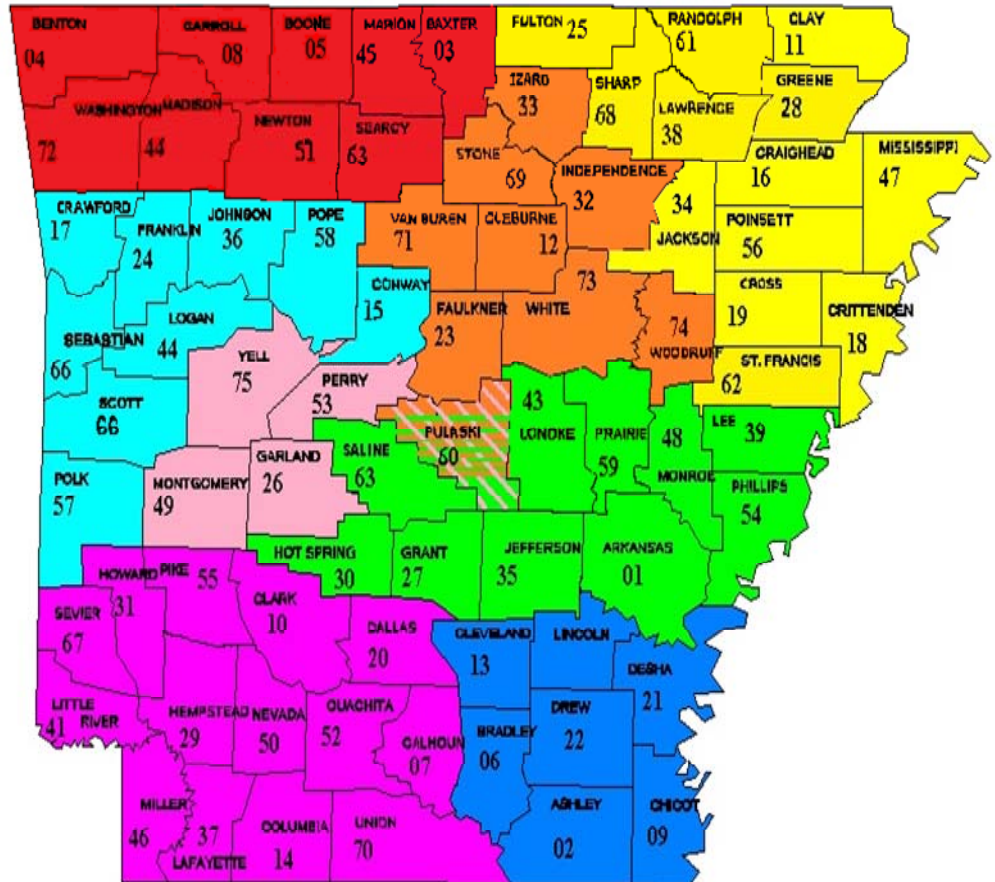 BENTON
04
CARROLL
08
BOONE
05
MARION
45
BAXTER
03
FULTON 25
RANDOLPH
61
CLAY
11
IZARD
33
SHARP
68
GREENE
28
LAWRENCE
38
WASHINGTON
72
MADISON
44
NEWTON
51
SEARCY
63
STONE
69
INDEPENDENCE
32
CRAIGHEAD
16
MISSISSIPPI
47
CRAWFORD
17
FRANKLIN
24
JOHNSON
36
POPE
58
VAN BUREN
71
CLEBURNE
12
34
JACKSON
POINSETT
56
CONWAY
15
73
WHITE
FAULKNER
23
74
WOODRUFF
CROSS
19
CRITTENDEN
18
SEBASTIAN
66
LOGAN
44
YELL
75
PERRY
53
ST. FRANCIS
62
SCOTT
66
PULASKI
60
43
LONOKE
PRAIRIE
59
48
MONROE
LEE 39
SALINE
63
GARLAND
26
MONTGOMERY
49
POLK
57
PHILLIPS
54
HOT SPRING
30
GRANT
27
JEFFERSON
35
ARKANSAS
01
HOWARD
31
PIKE 55
CLARK
10
SEVIER
67
DALLAS
20
CLEVELAND
13
LINCOLN
DESHA
21
LITTLE
41 RIVER
HEMPSTEAD
29
NEVADA
50
OUACHITA
52
CALHOUN
07
BRADLEY
06
DREW
22
MILLER
46
37
LAFAYETTE
COLUMBIA
14
UNION
70
ASHLEY
02
CHICOT
09